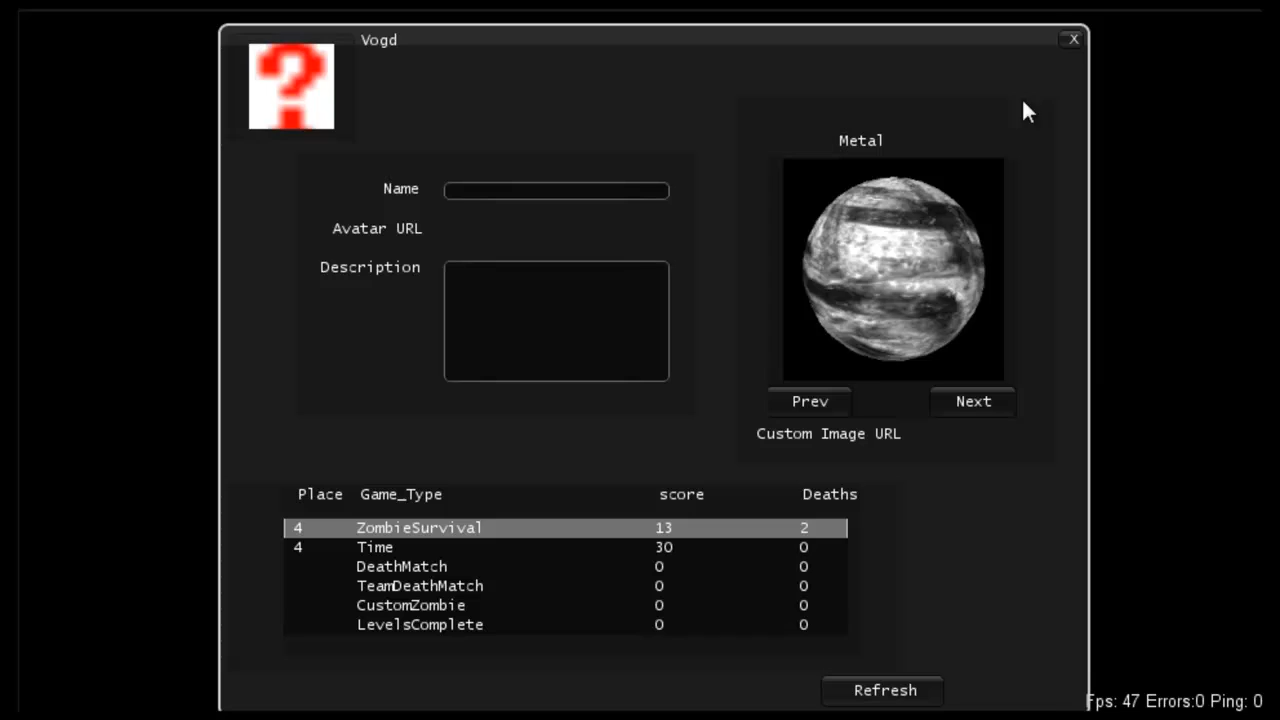 Vogd
X
Metal
Name
Avatar URL
Description
Prev Next
Custom Image URL
Place Game_Type score Deaths
4 ZombieSurvival 13 2
4 Time 30 0
DeathMatch 0 0
TeamDeathMatch 0 0
CustomZombie 0 0
LevelsComplete 0 0
Refresh
Fps: 47 Errors:0 Ping: 0